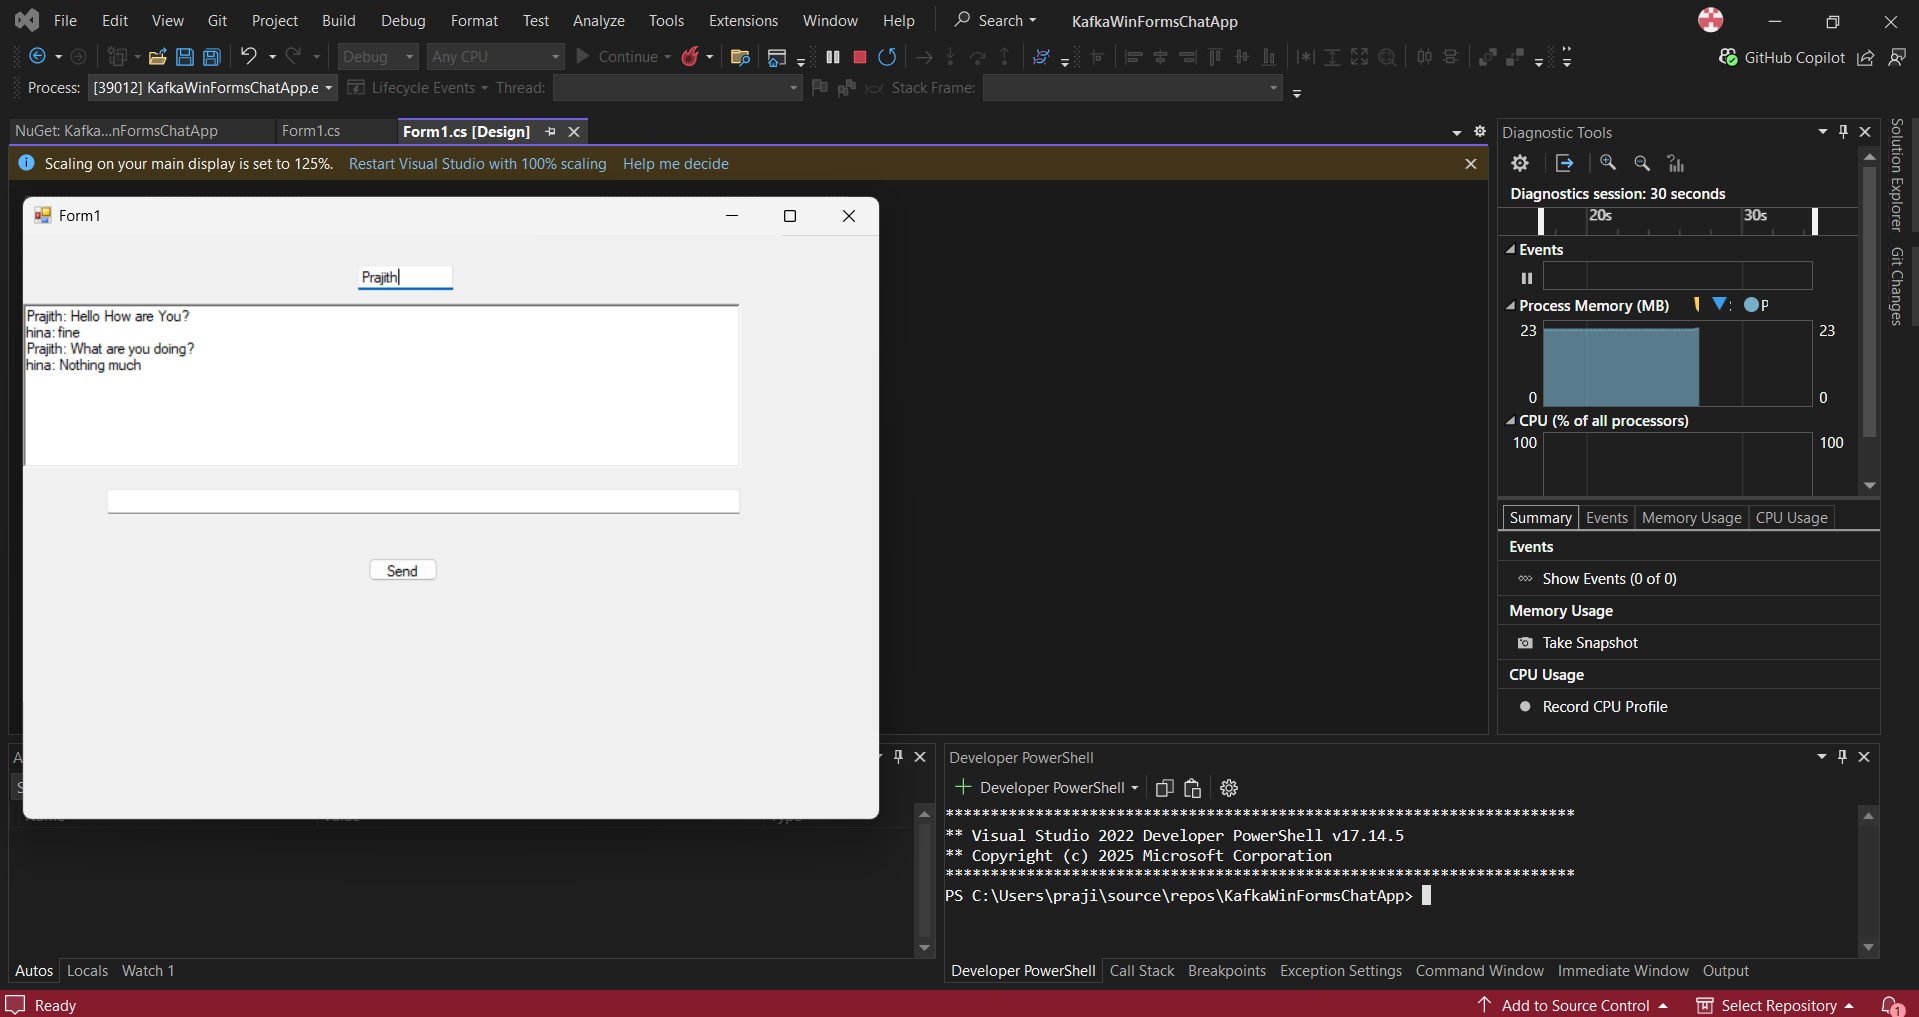 File Edit View Git Project Build Debug Format Test Analyze Tools Extensions Window Help Search KafkaWinFormsChatApp
Debug Any CPU Continue GitHub Copilot
Process: [39012] KafkaWinFormsChatApp.e Lifecycle Events Thread: Stack Frame:
NuGet: Kafka...nFormsChatApp Form1.cs Form1.cs [Design]
Scaling on your main display is set to 125%. Restart Visual Studio with 100% scaling Help me decide
Form1
Prajith
Prajith: Hello How are You?
hina: fine
Prajith: What are you doing?
hina: Nothing much
Send
Diagnostic Tools
Diagnostics session: 30 seconds
20s 30s
Events
Process Memory (MB) P
23 23
0 0
CPU (% of all processors)
100 100
Summary Events Memory Usage CPU Usage
Events
Show Events (0 of 0)
Memory Usage
Take Snapshot
CPU Usage
Record CPU Profile
Solution Explorer
Git Changes
Autos Locals Watch 1
Developer PowerShell
Developer PowerShell
**********************************************************************
** Visual Studio 2022 Developer PowerShell v17.14.5
** Copyright (c) 2025 Microsoft Corporation
**********************************************************************
PS C:\Users\praji\source\repos\KafkaWinFormsChatApp>
Developer PowerShell Call Stack Breakpoints Exception Settings Command Window Immediate Window Output
Ready Add to Source Control Select Repository 1